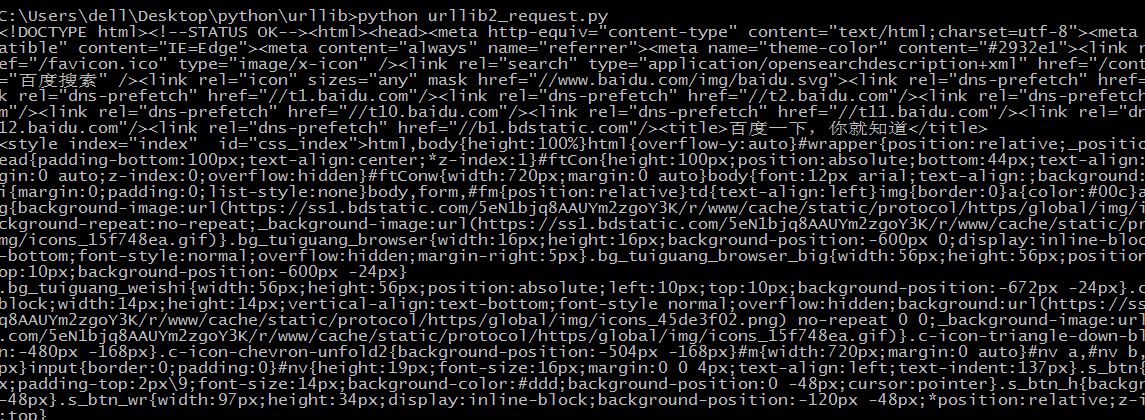 C:\Users\dell\Desktop\python\urllib>python urllib2_request.py
<!DOCTYPE html><!--STATUS OK--><html><head><meta http-equiv="content-type" content="text/html;charset=utf-8"><meta
atible" content="IE=Edge"><meta content="always" name="referrer"><meta name="theme-color" content="#2932e1"><link
ef="/favicon.ico" type="image/x-icon" /><link rel="search" type="application/opensearchdescription+xml" href="/cont
="百度搜索" /><link rel="icon" sizes="any" mask href="//www.baidu.com/img/baidu.svg"><link rel="dns-prefetch" href=
k rel="dns-prefetch" href="//t1.baidu.com"/><link rel="dns-prefetch" href="//t2.baidu.com"/><link rel="dns-prefetch
m"/><link rel="dns-prefetch" href="//t10.baidu.com"/><link rel="dns-prefetch" href="//t11.baidu.com"/><link rel="dns
12.baidu.com"/><link rel="dns-prefetch" href="//b1.bdstatic.com"/><title>百度一下，你就知道</title>
<style index="index"  id="css_index">html,body{height:100%}html{overflow-y:auto}#wrapper{position:relative;_positio
ead{padding-bottom:100px;text-align:center;*z-index:1}#ftCon{height:100px;position:absolute;bottom:44px;text-align:
rgin:0 auto;z-index:0;overflow:hidden}#ftConw{width:720px;margin:0 auto}body{font:12px arial;text-align:;background:
i{margin:0;padding:0;list-style:none}body,form,#fm{position:relative}td{text-align:left}img{border:0}a{color:#00c}a
g{background-image:url(https://ss1.bdstatic.com/5eN1bjq8AAUYm2zgoY3K/r/www/cache/static/protocol/https/global/img/i
ckground-repeat:no-repeat;_background-image:url(https://ss1.bdstatic.com/5eN1bjq8AAUYm2zgoY3K/r/www/cache/static/pr
mg/icons_15f748ea.gif)}.bg_tuiguang_browser{width:16px;height:16px;background-position:-600px 0;display:inline-bloc
-bottom;font-style:normal;overflow:hidden;margin-right:5px}.bg_tuiguang_browser_big{width:56px;height:56px;position
op:10px;background-position:-600px -24px}
.bg_tuiguang_weishi{width:56px;height:56px;position:absolute;left:10px;top:10px;background-position:-672px -24px}.c
block;width:14px;height:14px;vertical-align:text-bottom;font-style normal;overflow:hidden;background:url(https://ss
q8AAUYm2zgoY3K/r/www/cache/static/protocol/https/global/img/icons_45de3f02.png) no-repeat 0 0;_background-image:url
com/5eN1bjq8AAUYm2zgoY3K/r/www/cache/static/protocol/https/global/img/icons_15f748ea.gif)}.c-icon-triangle-down-bl
n:-480px -168px}.c-icon-chevron-unfold2{background-position:-504px -168px}#m{width:720px;margin:0 auto}#nv a,#nv b,
px}input{border:0;padding:0}#nv{height:19px;font-size:16px;margin:0 0 4px;text-align:left;text-indent:137px}.s_btn{
x;padding-top:2px\9;font-size:14px;background-color:#ddd;background-position:0 -48px;cursor:pointer}.s_btn_h{backgr
-48px}.s_btn_wr{width:97px;height:34px;display:inline-block;background-position:-120px -48px;*position:relative;z-i
:top}